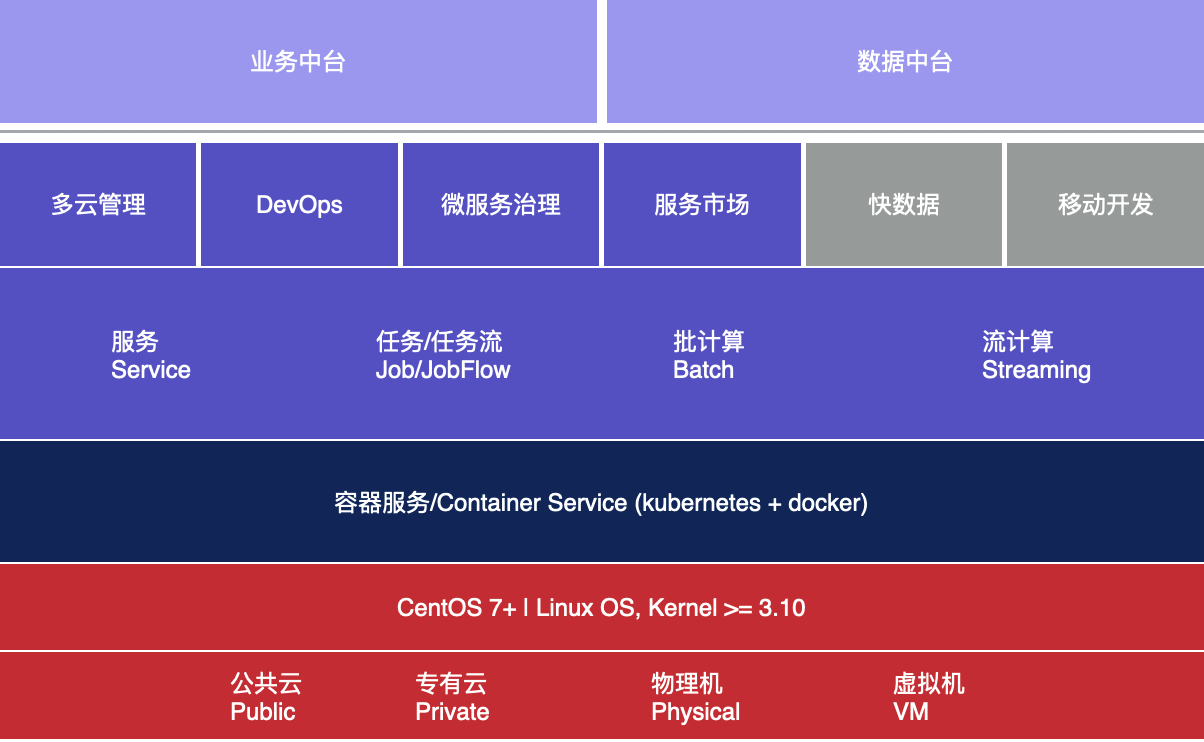 业务中台
数据中台
多云管理
DevOps
微服务治理
服务市场
快数据
移动开发
服务
Service
任务/任务流
Job/JobFlow
批计算
Batch
流计算
Streaming
容器服务/Container Service (kubernetes + docker)
CentOS 7+ | Linux OS, Kernel >= 3.10
公共云
Public
专有云
Private
物理机
Physical
虚拟机
VM